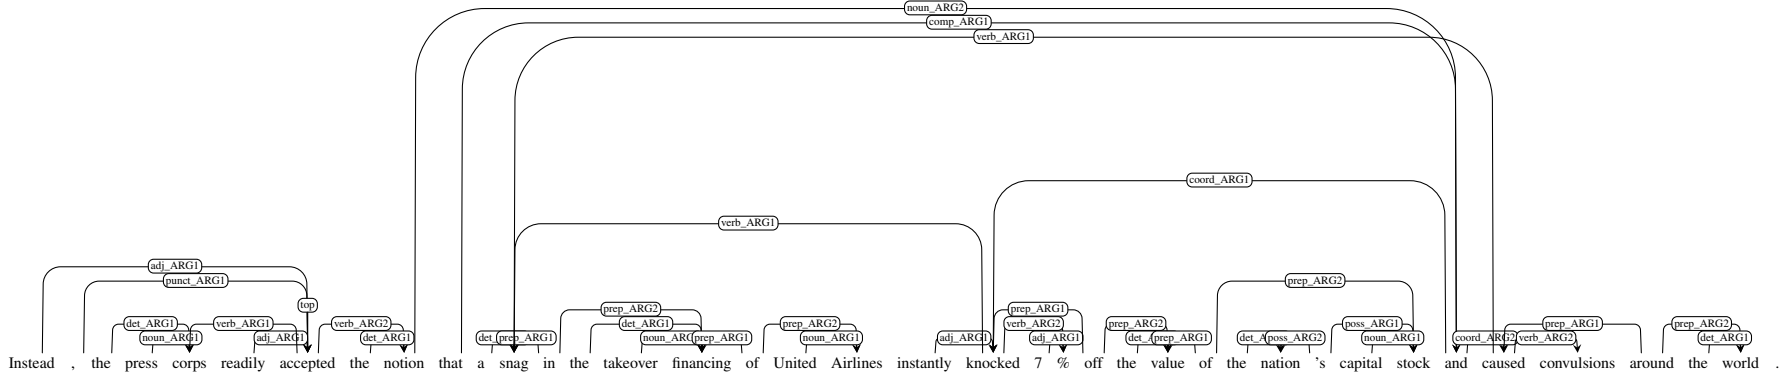 noun_ARG2
comp_ARG1
verb_ARG1
coord_ARG1
verb_ARG1
adj_ARG1
punct_ARG1 prep_ARG2
top
prep_ARG2 prep_ARG1
det_ARG1 verb_ARG1 verb_ARG2 det_ARG1 prep_ARG2 verb_ARG2 prep_ARG2 poss_ARG1 prep_ARG1 prep_ARG2
noun_ARG1 adj_ARG1 det_ARG1 det_ prep_ARG1 noun_ARG prep_ARG1 noun_ARG1 adj_ARG1 adj_ARG1 det_A prep_ARG1 det_A poss_ARG2 noun_ARG1 coord_ARG2 verb_ARG2 det_ARG1
Instead , the press corps readily accepted the notion that a snag in the takeover financing of United Airlines instantly knocked 7 % off the value of the nation 's capital stock and caused convulsions around the world .